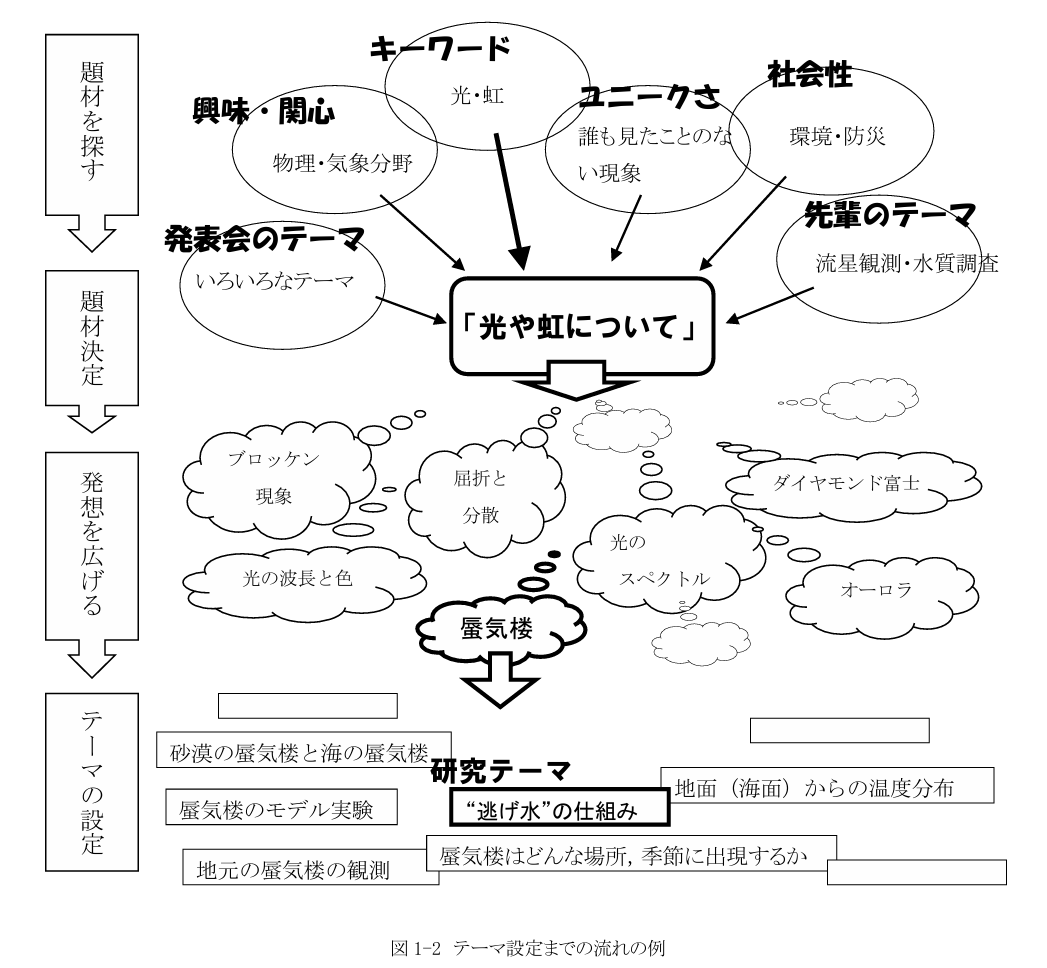 題材を探す
キーワード
光・虹
興味・関心
物理・気象分野
ユニークさ
誰も見たことのな
い現象
社会性
環境・防災
発表会のテーマ
いろいろなテーマ
先輩のテーマ
流星観測・水質調査
題材決定
「光や虹について」
発想を広げる
ブロッケン
現象
屈折と
分散
ダイヤモンド富士
光の波長と色
光の
スペクトル
オーロラ
蜃気楼
テーマの設定
砂漠の蜃気楼と海の蜃気楼
研究テーマ
地面（海面）からの温度分布
蜃気楼のモデル実験
“逃げ水”の仕組み
地元の蜃気楼の観測
蜃気楼はどんな場所，季節に出現するか
図 1-2 テーマ設定までの流れの例